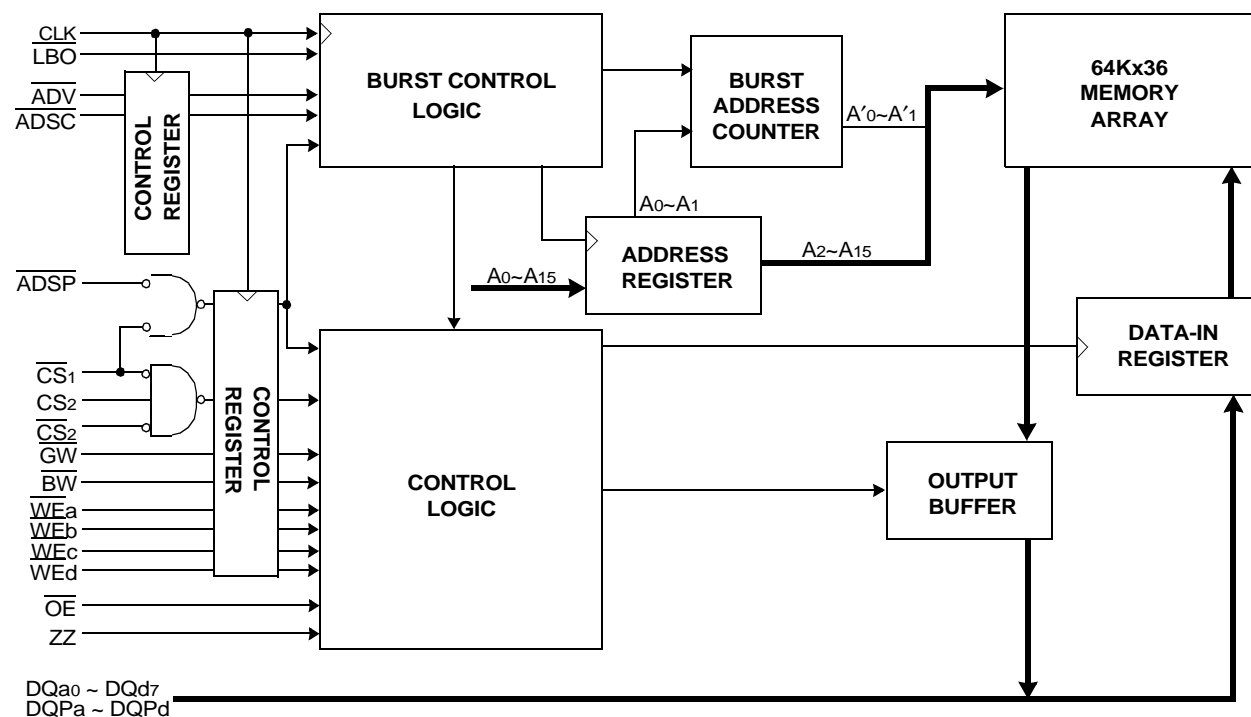 CLK
LBO
ADV
ADSC
CONTROL
REGISTER
BURST CONTROL
LOGIC
BURST
ADDRESS
COUNTER
A′0~A′1
64Kx36
MEMORY
ARRAY
A0~A1
ADDRESS
REGISTER
A2~A15
A0~A15
ADSP
CS1
CS2
CS2
GW
BW
WEa
WEb
WEc
WEd
OE
ZZ
CONTROL
REGISTER
CONTROL
LOGIC
DATA-IN
REGISTER
OUTPUT
BUFFER
DQa0 ~ DQd7
DQPa ~ DQPd